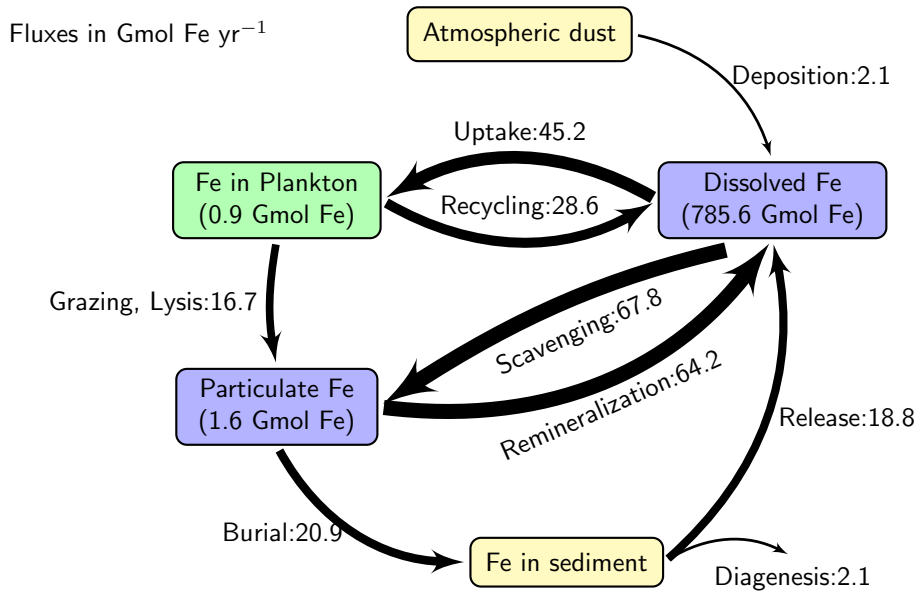 Fluxes in Gmol Fe yr⁻¹
Atmospheric dust
Deposition:2.1
Uptake:45.2
Fe in Plankton
(0.9 Gmol Fe)
Dissolved Fe
(785.6 Gmol Fe)
Recycling:28.6
Grazing, Lysis:16.7
Scavenging:67.8
Remineralization:64.2
Particulate Fe
(1.6 Gmol Fe)
Release:18.8
Burial:20.9
Fe in sediment
Diagenesis:2.1